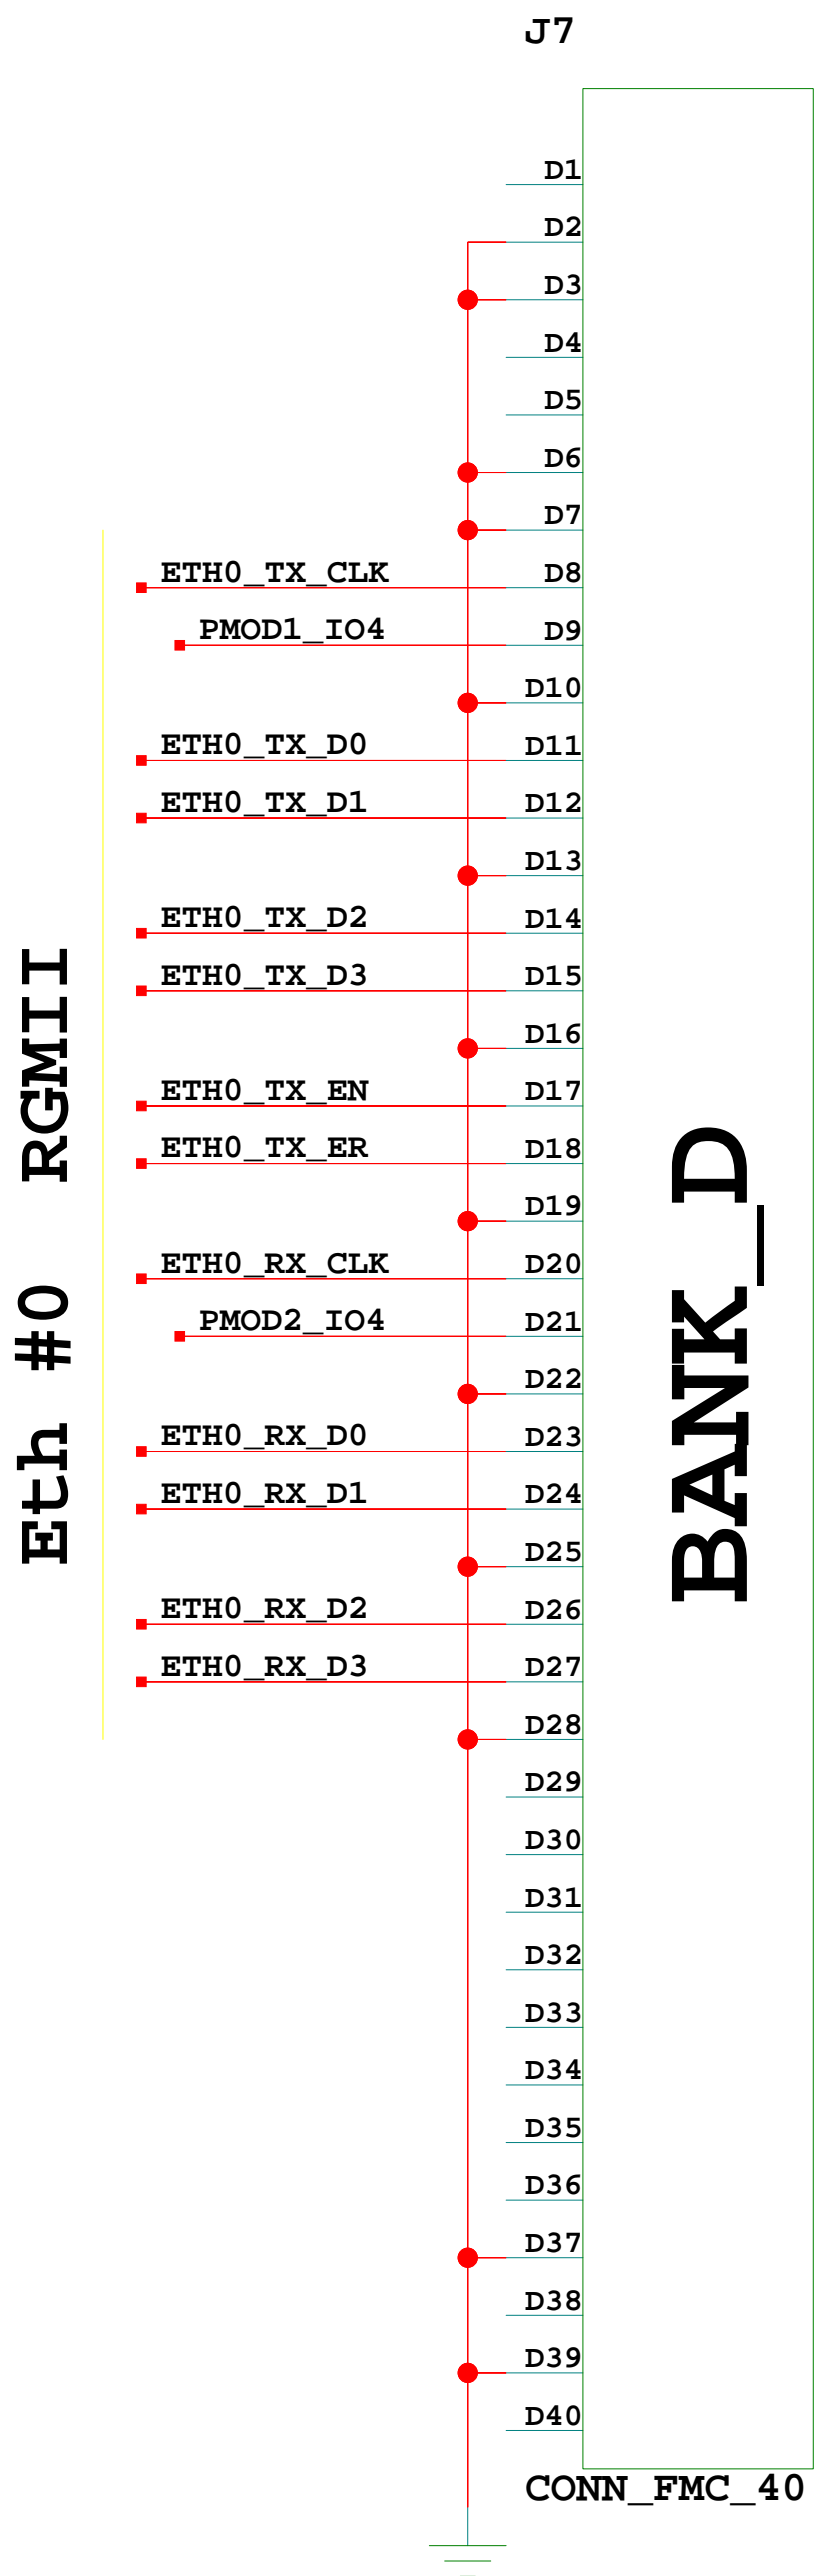 J7
D1
D2
D3
D4
D5
D6
D7
ETH0_TX_CLK D8
PMOD1_IO4 D9
D10
ETH0_TX_D0 D11
ETH0_TX_D1 D12
D13
ETH0_TX_D2 D14
ETH0_TX_D3 D15
D16
ETH0_TX_EN D17
ETH0_TX_ER D18
D19
ETH0_RX_CLK D20
PMOD2_IO4 D21
D22
ETH0_RX_D0 D23
ETH0_RX_D1 D24
D25
ETH0_RX_D2 D26
ETH0_RX_D3 D27
D28
D29
D30
D31
D32
D33
D34
D35
D36
D37
D38
D39
D40
Eth #0 RGMII
BANK_D
CONN_FMC_40